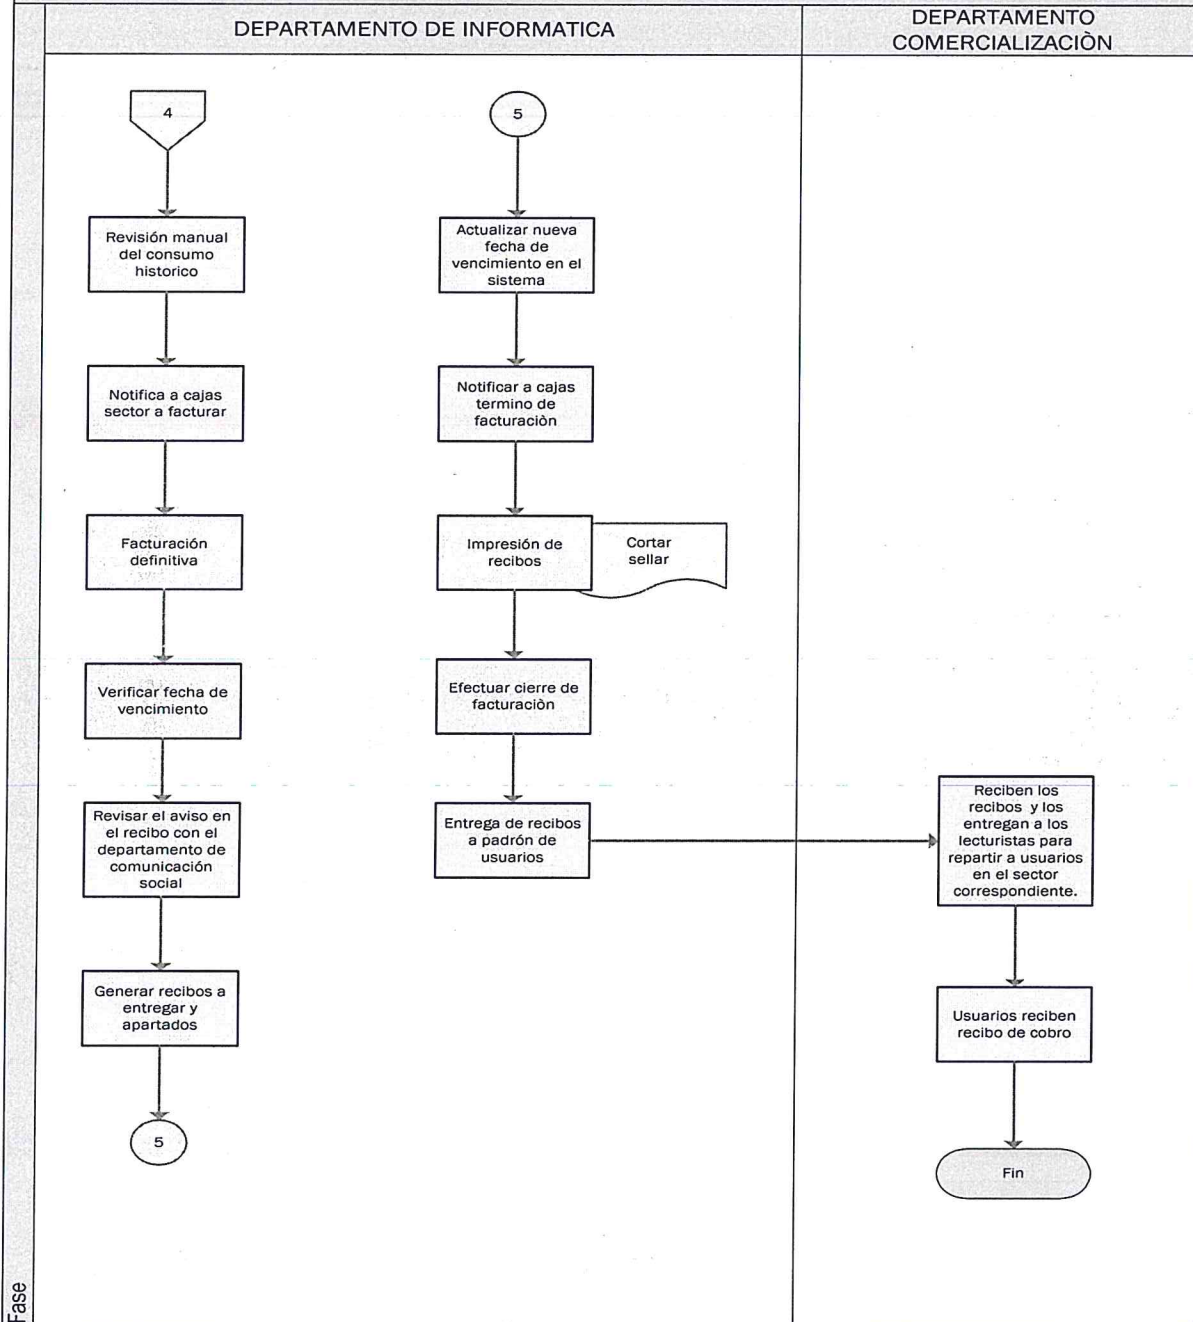 DEPARTAMENTO DE INFORMATICA
DEPARTAMENTO
COMERCIALIZACIÒN
4
Revisión manual
del consumo
historico
Notifica a cajas
sector a facturar
Facturación
definitiva
Verificar fecha de
vencimiento
Revisar el aviso en
el recibo con el
departamento de
comunicación
social
Generar recibos a
entregar y
apartados
5
5
Actualizar nueva
fecha de
vencimiento en el
sistema
Notificar a cajas
termino de
facturaciòn
Impresión de
recibos
Cortar
sellar
Efectuar cierre de
facturaciòn
Entrega de recibos
a padrón de
usuarios
Reciben los
recibos y los
entregan a los
lecturistas para
repartir a usuarios
en el sector
correspondiente.
Usuarios reciben
recibo de cobro
Fin
Fase